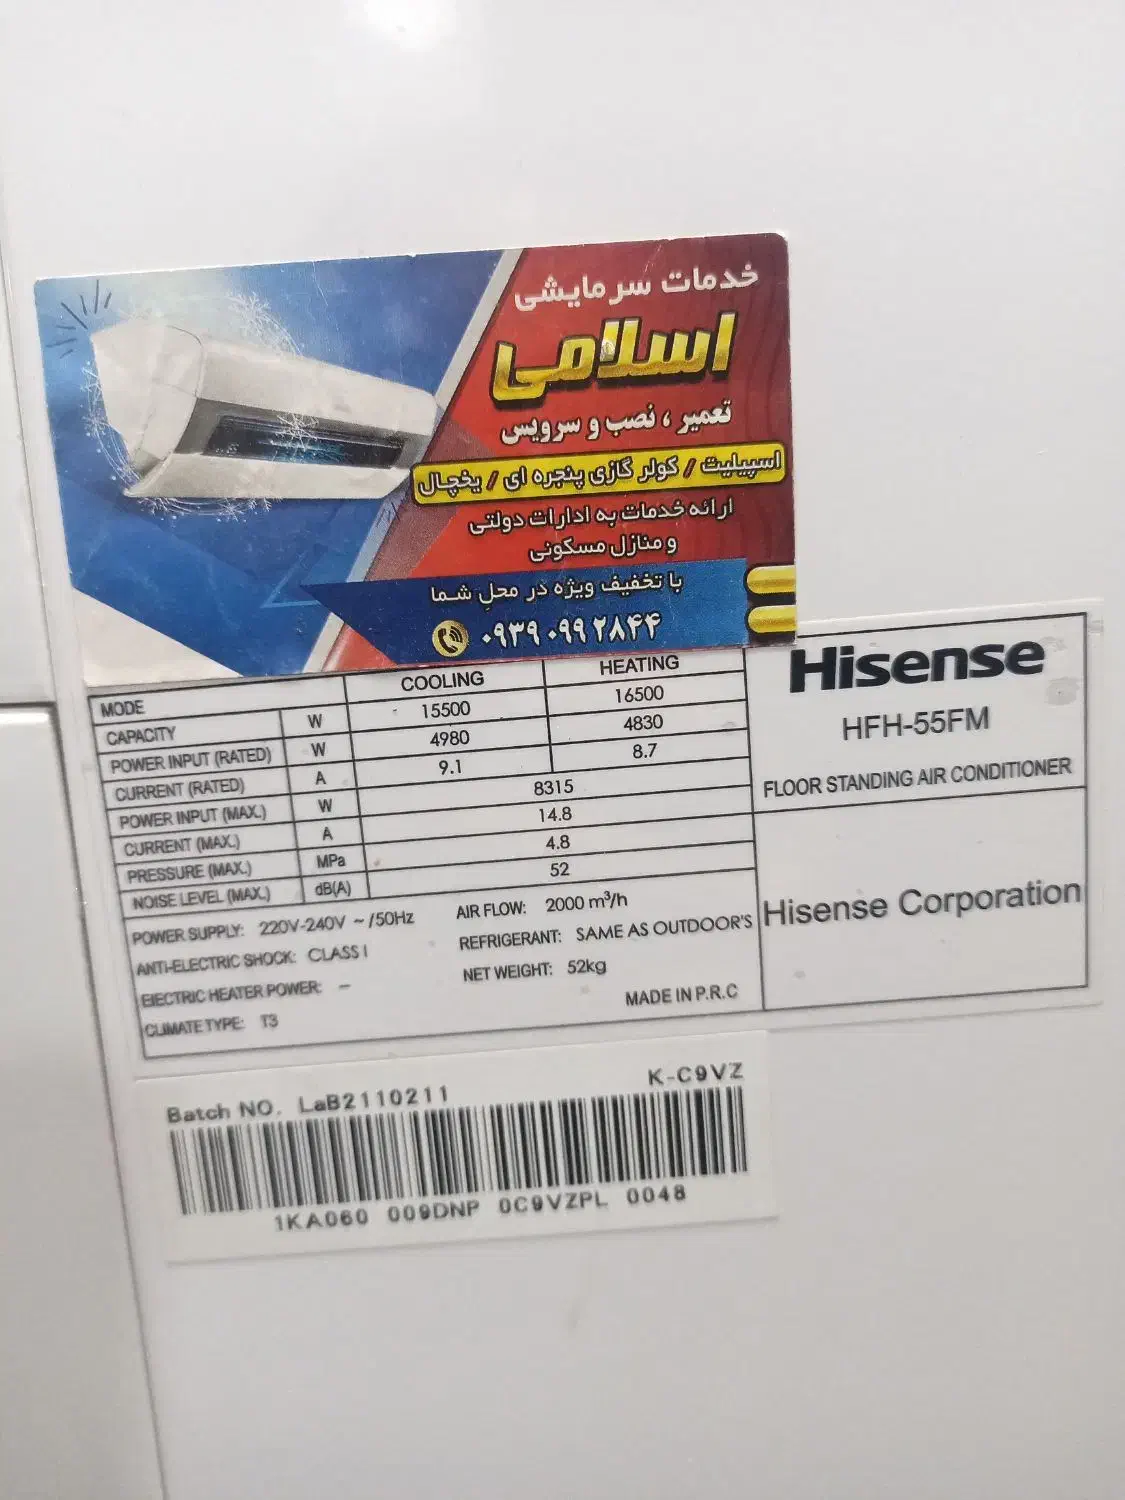 خدمات سرمایشی
اسلامی
تعمیر ، نصب و سرویس
اسپیلیت / کولر گازی پنجره ای / یخچال
ارائه خدمات به ادارات دولتی
و منازل مسکونی
با تخفیف ویژه در محل شما
۰۹۳۹۰۹۹۲۸۴۴
MODE COOLING HEATING
CAPACITY W 15500 16500
POWER INPUT (RATED) W 4980 4830
CURRENT (RATED) A 9.1 8.7
POWER INPUT (MAX.) W 8315
CURRENT (MAX.) A 14.8
PRESSURE (MAX.) MPa 4.8
NOISE LEVEL (MAX.) dB(A) 52
POWER SUPPLY: 220V-240V ~ /50Hz
ANTI-ELECTRIC SHOCK: CLASS I
ElECTRIC HEATER POWER: –
CLIMATE TYPE: T3
AIR FLOW: 2000 m³/h
REFRIGERANT: SAME AS OUTDOOR'S
NET WEIGHT: 52kg
MADE IN P.R.C
Hisense
HFH-55FM
FLOOR STANDING AIR CONDITIONER
Hisense Corporation
Batch NO. LaB2110211 K-C9VZ
1KA060 009DNP 0C9VZPL 0048